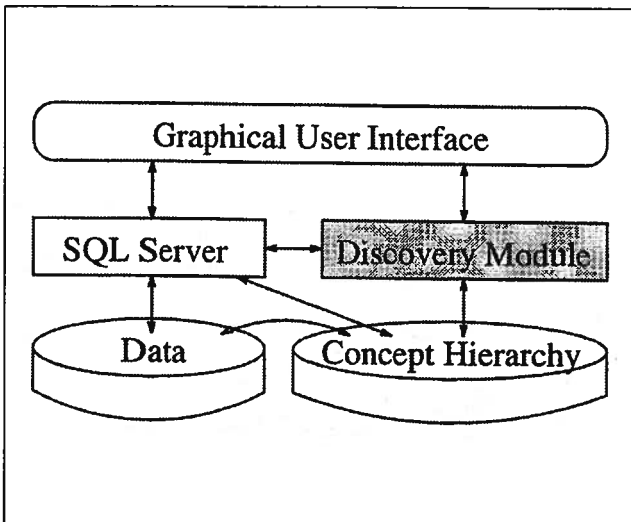 Graphical User Interface
SQL Server
Discovery Module
Data
Concept Hierarchy